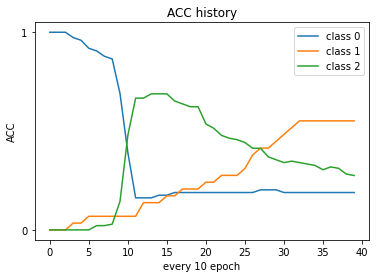 ACC history
1
ACC
0
class 0
class 1
class 2
0 5 10 15 20 25 30 35 40
every 10 epoch